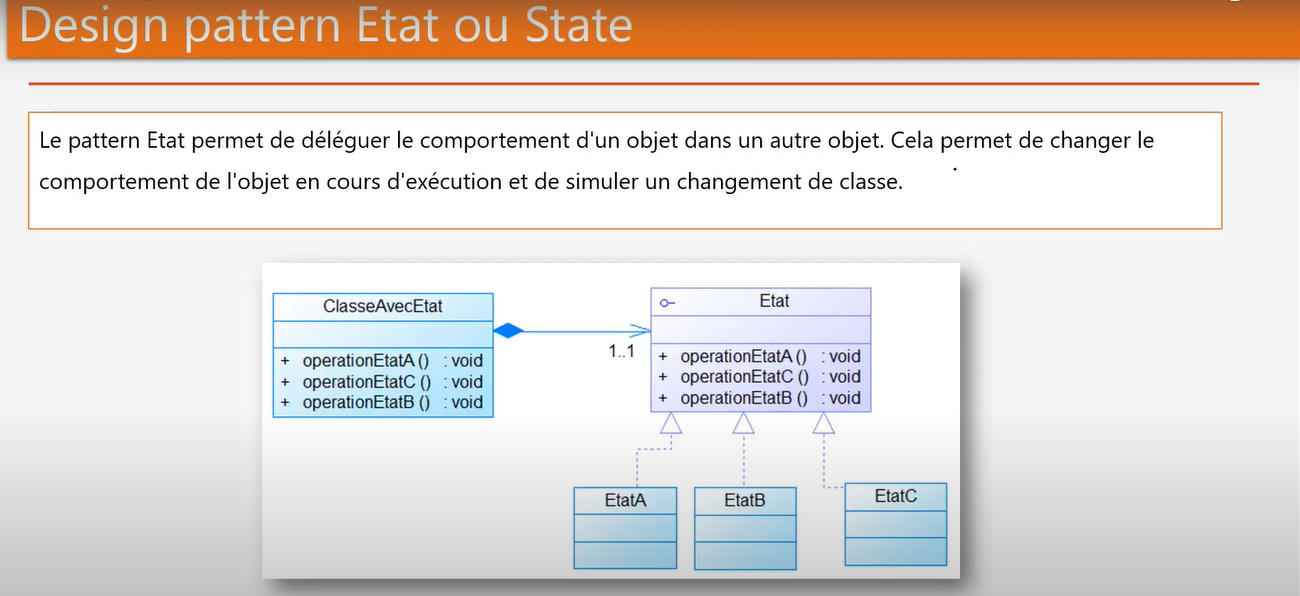 Design pattern Etat ou State
Le pattern Etat permet de déléguer le comportement d'un objet dans un autre objet. Cela permet de changer le
comportement de l'objet en cours d'exécution et de simuler un changement de classe.
ClasseAvecEtat
+ operationEtatA () : void
+ operationEtatC () : void
+ operationEtatB () : void
1..1
Etat
+ operationEtatA () : void
+ operationEtatC () : void
+ operationEtatB () : void
EtatA
EtatB
EtatC